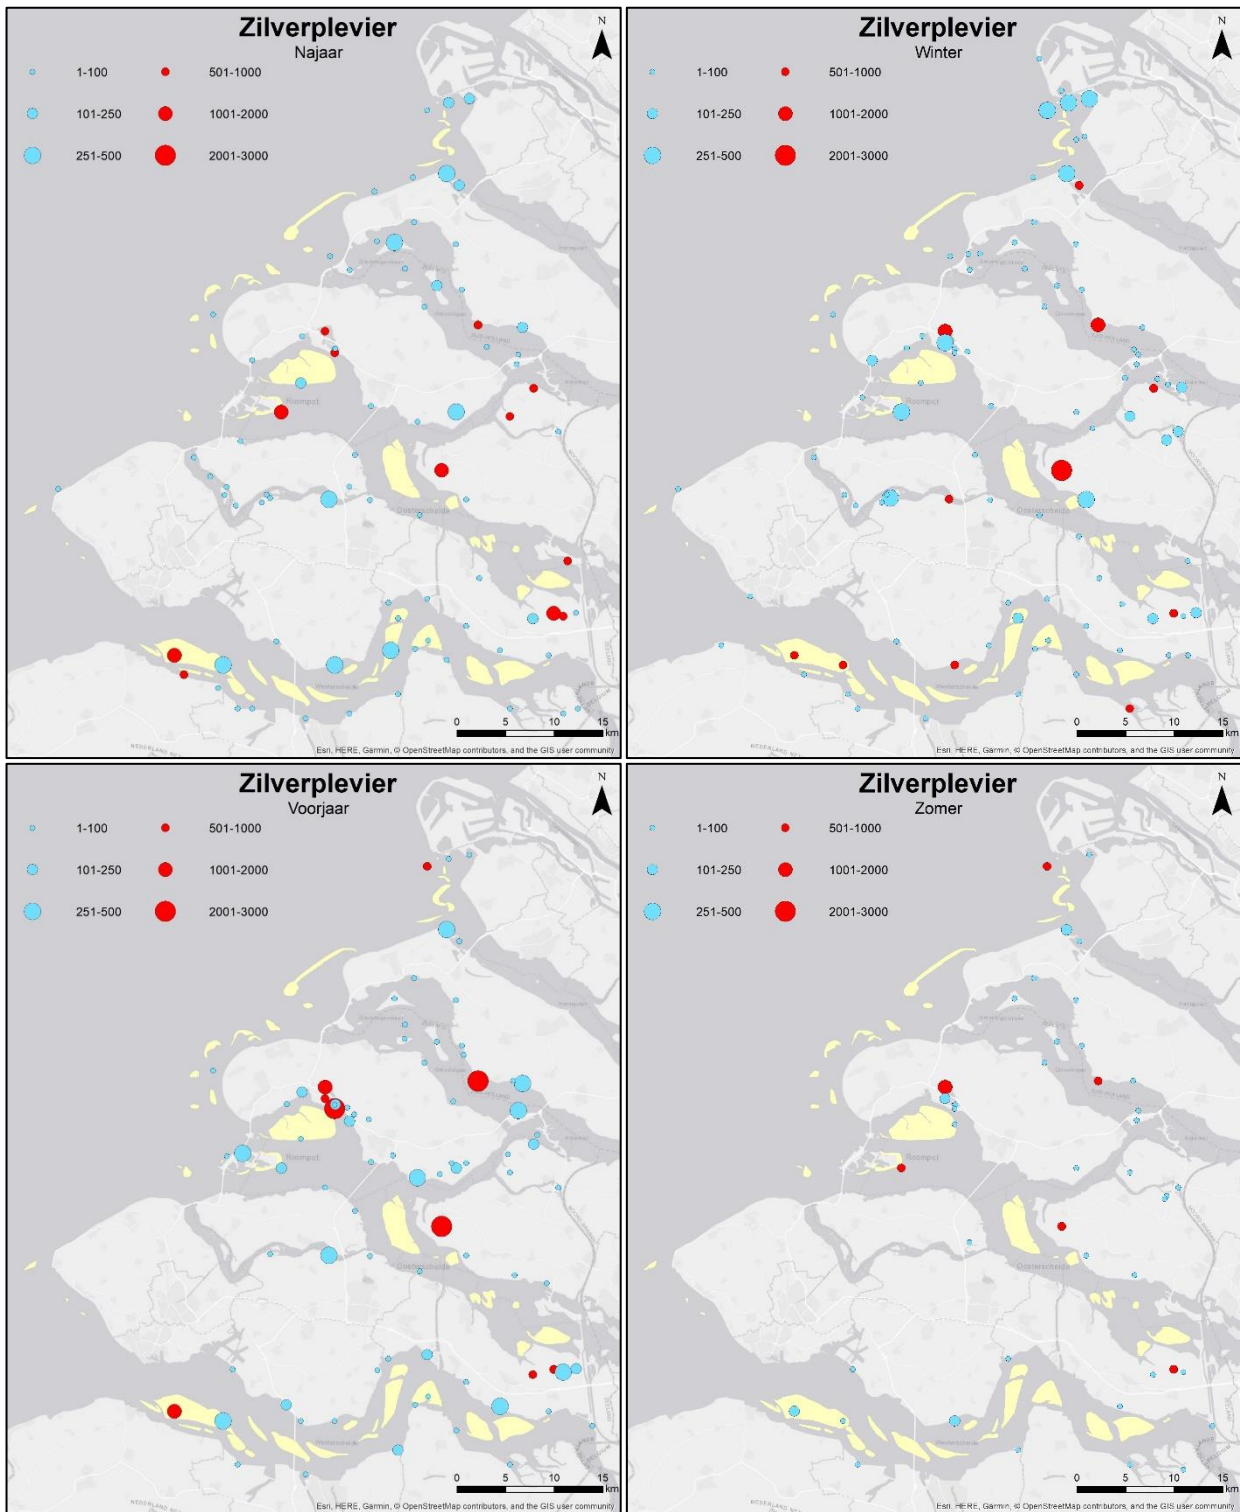 Zilverplevier
Najaar
N
1-100
501-1000
101-250
1001-2000
251-500
2001-3000
Roompot
Oosterschelde
Westerschelde
0 5 10 15
km
Esri, HERE, Garmin, © OpenStreetMap contributors, and the GIS user community
Zilverplevier
Winter
N
1-100
501-1000
101-250
1001-2000
251-500
2001-3000
Roompot
Oosterschelde
Westerschelde
0 5 10 15
km
Esri, HERE, Garmin, © OpenStreetMap contributors, and the GIS user community
Zilverplevier
Voorjaar
N
1-100
501-1000
101-250
1001-2000
251-500
2001-3000
Roompot
Oosterschelde
Westerschelde
0 5 10 15
km
Esri, HERE, Garmin, © OpenStreetMap contributors, and the GIS user community
Zilverplevier
Zomer
N
1-100
501-1000
101-250
1001-2000
251-500
2001-3000
Roompot
Oosterschelde
Westerschelde
0 5 10 15
km
Esri, HERE, Garmin, © OpenStreetMap contributors, and the GIS user community